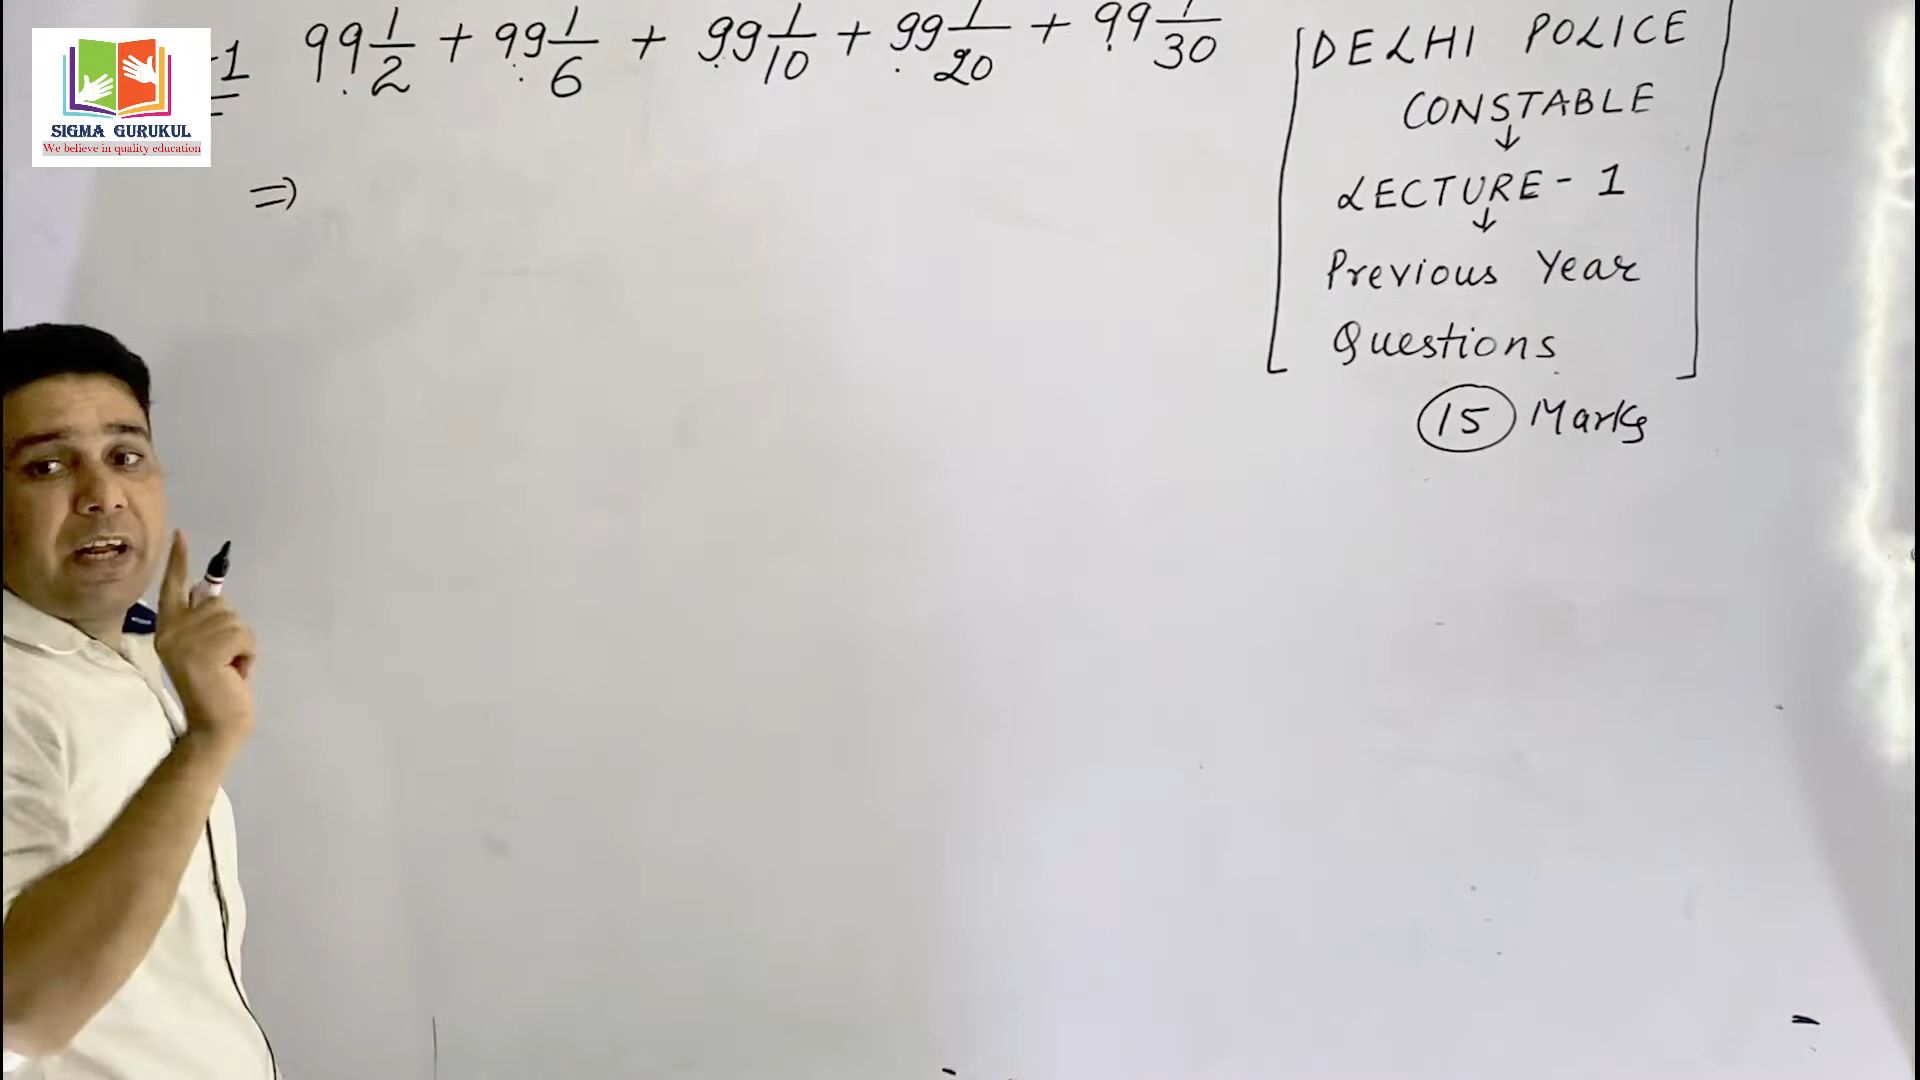 -1 99 1/2 + 99 1/6 + 99 1/10 + 99 1/20 + 99 1/30
⇒
SIGMA GURUKUL
We believe in quality education
DELHI POLICE
CONSTABLE
↓
LECTURE - 1
↓
Previous Year
Questions
15 Marks